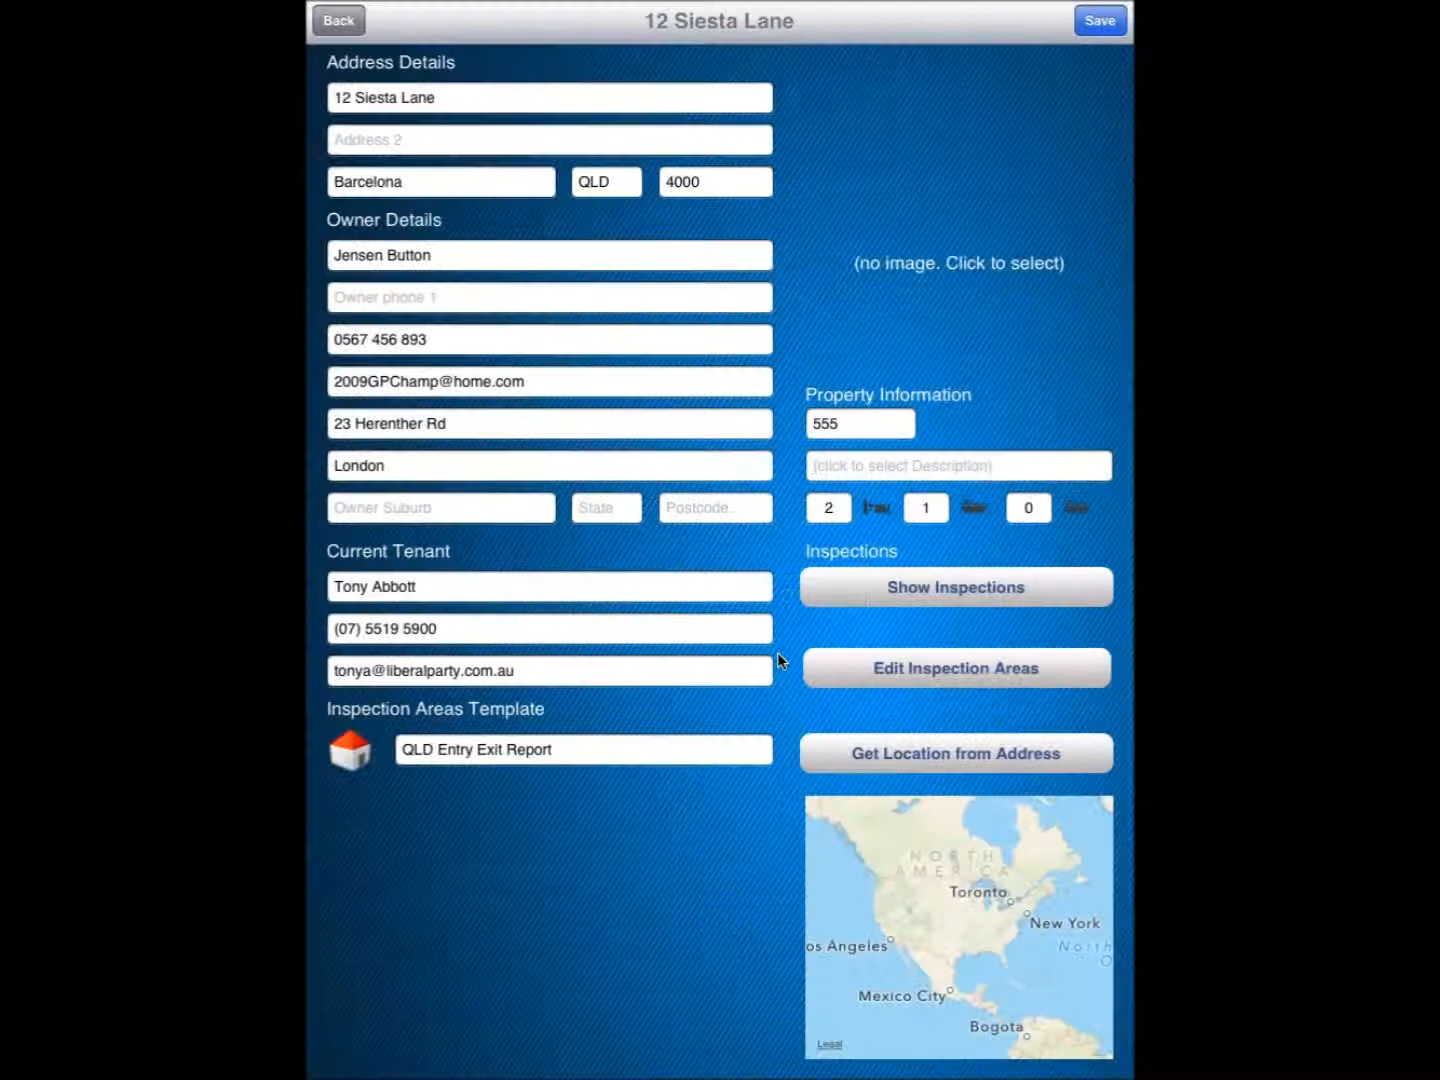 Back
12 Siesta Lane
Save
Address Details
12 Siesta Lane
Address 2
Barcelona
QLD
4000
Owner Details
Jensen Button
Owner phone 1
0567 456 893
2009GPChamp@home.com
23 Herenther Rd
London
Owner Suburb
State
Postcode.
(no image. Click to select)
Property Information
555
(click to select Description)
2
1
0
Current Tenant
Tony Abbott
(07) 5519 5900
tonya@liberalparty.com.au
Inspections
Show Inspections
Edit Inspection Areas
Inspection Areas Template
QLD Entry Exit Report
Get Location from Address
NORTH
AMERICA
Toronto
New York
os Angeles
North
O
Mexico City
Bogota
Legal